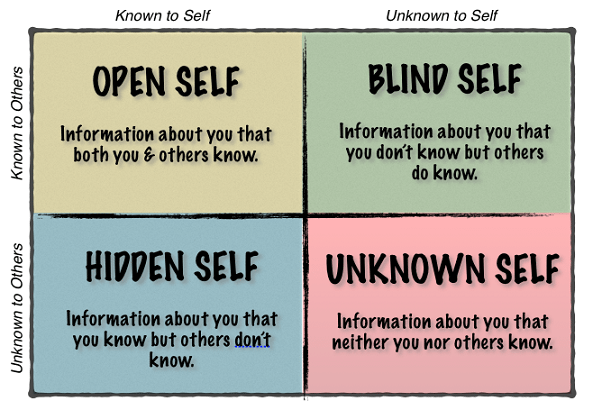 Known to Self
Unknown to Self
Known to Others
OPEN SELF
Information about you that
both you & others know.
BLIND SELF
Information about you that
you don't know but others
do know.
Unknown to Others
HIDDEN SELF
Information about you that
you know but others don't
know.
UNKNOWN SELF
Information about you that
neither you nor others know.